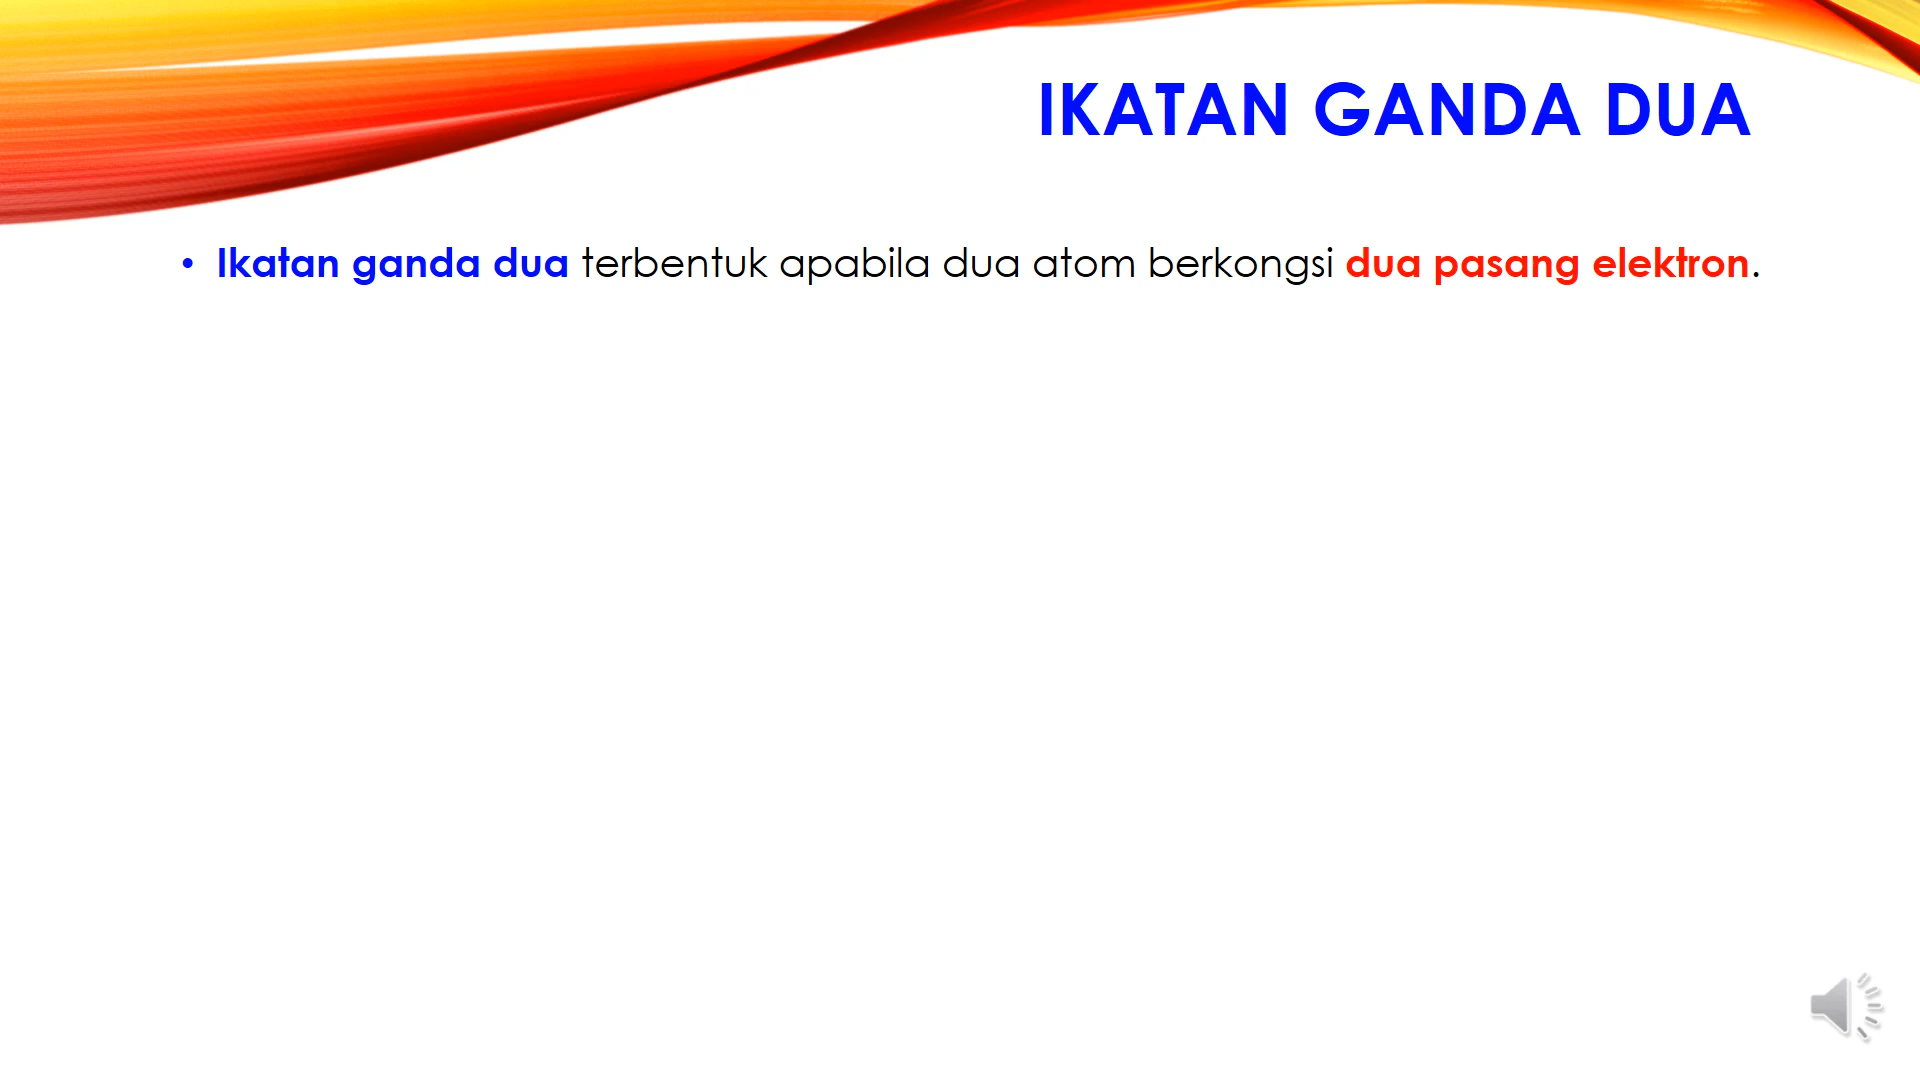 IKATAN GANDA DUA
• Ikatan ganda dua terbentuk apabila dua atom berkongsi dua pasang elektron.